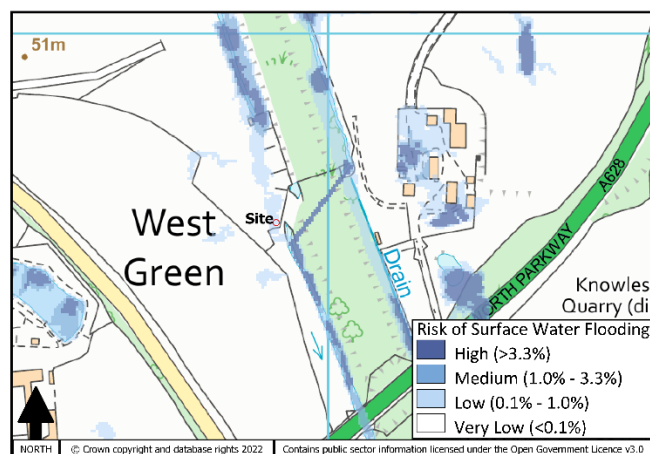 51m
A628
West
Green
Site
Drain
NORTH PARKWAY
Knowles
Quarry (di
Risk of Surface Water Flooding
High (>3.3%)
Medium (1.0% - 3.3%)
Low (0.1% - 1.0%)
Very Low (<0.1%)
NORTH
© Crown copyright and database rights 2022
Contains public sector information licensed under the Open Government Licence v3.0